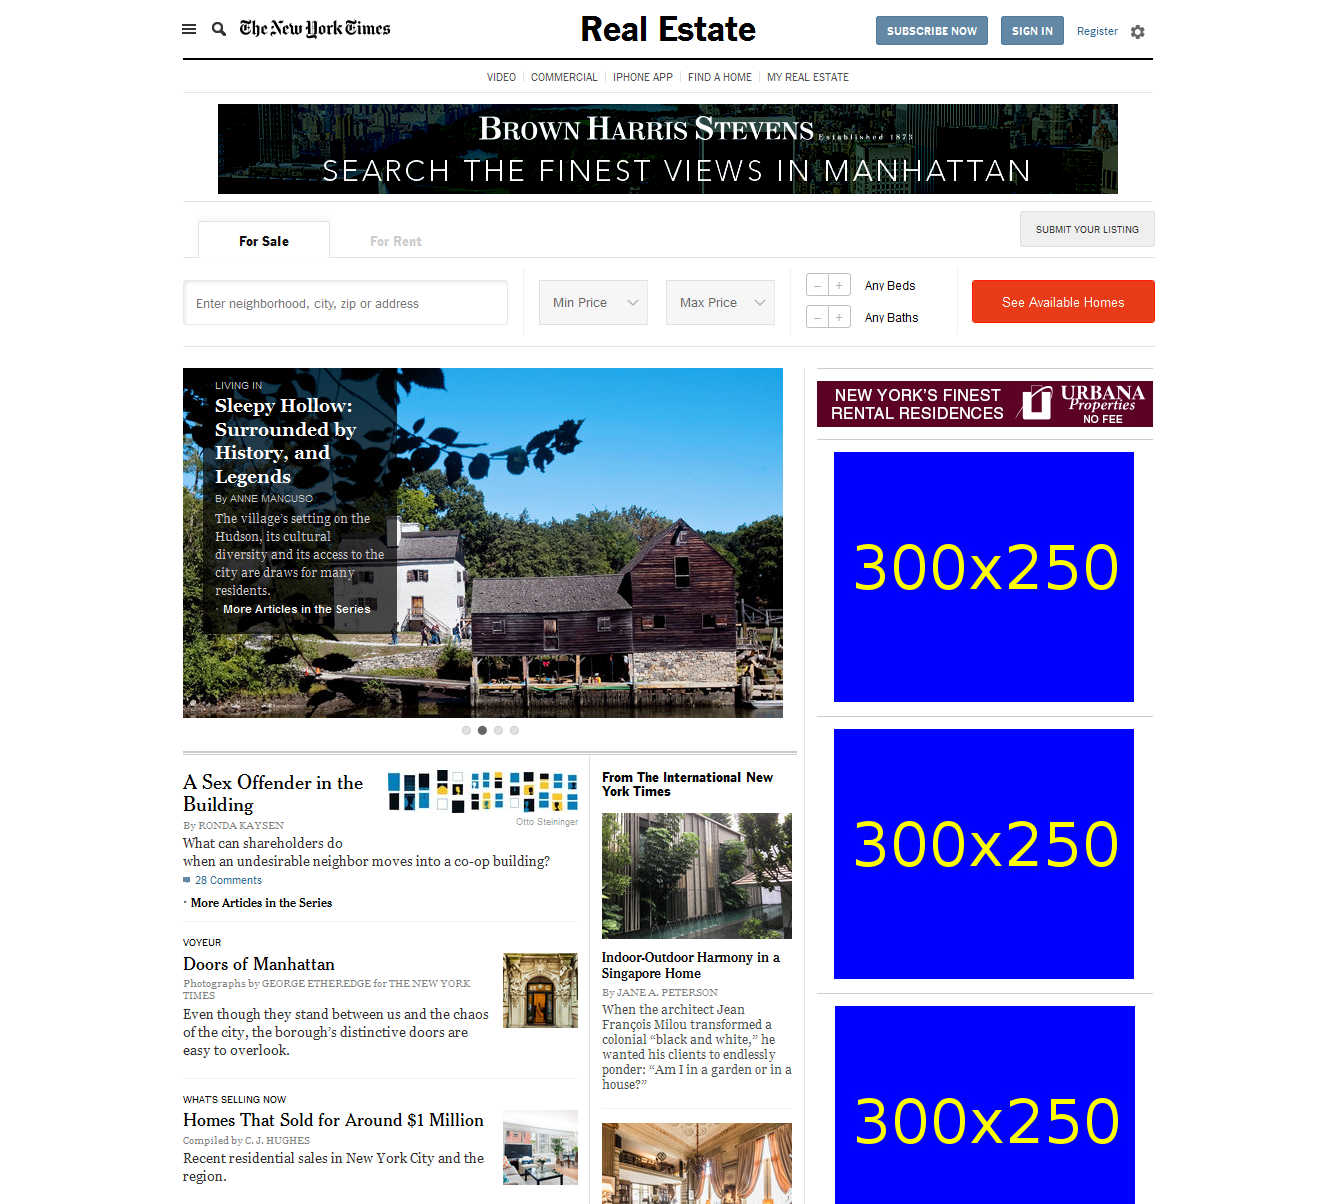 The New York Times
Real Estate
SUBSCRIBE NOW
SIGN IN
Register
VIDEO
COMMERCIAL
IPHONE APP
FIND A HOME
MY REAL ESTATE
BROWN HARRIS STEVENS Established 1873
SEARCH THE FINEST VIEWS IN MANHATTAN
For Sale
For Rent
SUBMIT YOUR LISTING
Enter neighborhood, city, zip or address
Min Price
Max Price
– + Any Beds
– + Any Baths
See Available Homes
LIVING IN
Sleepy Hollow:
Surrounded by
History, and
Legends
By ANNE MANCUSO
The village’s setting on the
Hudson, its cultural
diversity and its access to the
city are draws for many
residents.
· More Articles in the Series
NEW YORK'S FINEST
RENTAL RESIDENCES
URBANA
Properties
NO FEE
300x250
300x250
300x250
A Sex Offender in the
Building
Otto Steininger
By RONDA KAYSEN
What can shareholders do
when an undesirable neighbor moves into a co-op building?
28 Comments
· More Articles in the Series
VOYEUR
Doors of Manhattan
Photographs by GEORGE ETHEREDGE for THE NEW YORK
TIMES
Even though they stand between us and the chaos
of the city, the borough’s distinctive doors are
easy to overlook.
WHAT'S SELLING NOW
Homes That Sold for Around $1 Million
Compiled by C. J. HUGHES
Recent residential sales in New York City and the
region.
From The International New
York Times
Indoor-Outdoor Harmony in a
Singapore Home
By JANE A. PETERSON
When the architect Jean
François Milou transformed a
colonial “black and white,” he
wanted his clients to endlessly
ponder: “Am I in a garden or in a
house?”